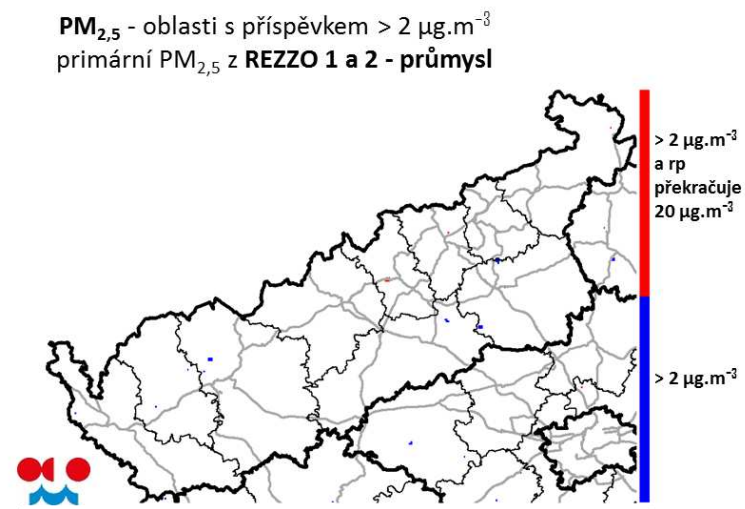 PM2,5 - oblasti s příspěvkem > 2 µg.m⁻³
primární PM2,5 z REZZO 1 a 2 - průmysl
> 2 µg.m⁻³
a rp
překračuje
20 µg.m⁻³
> 2 µg.m⁻³